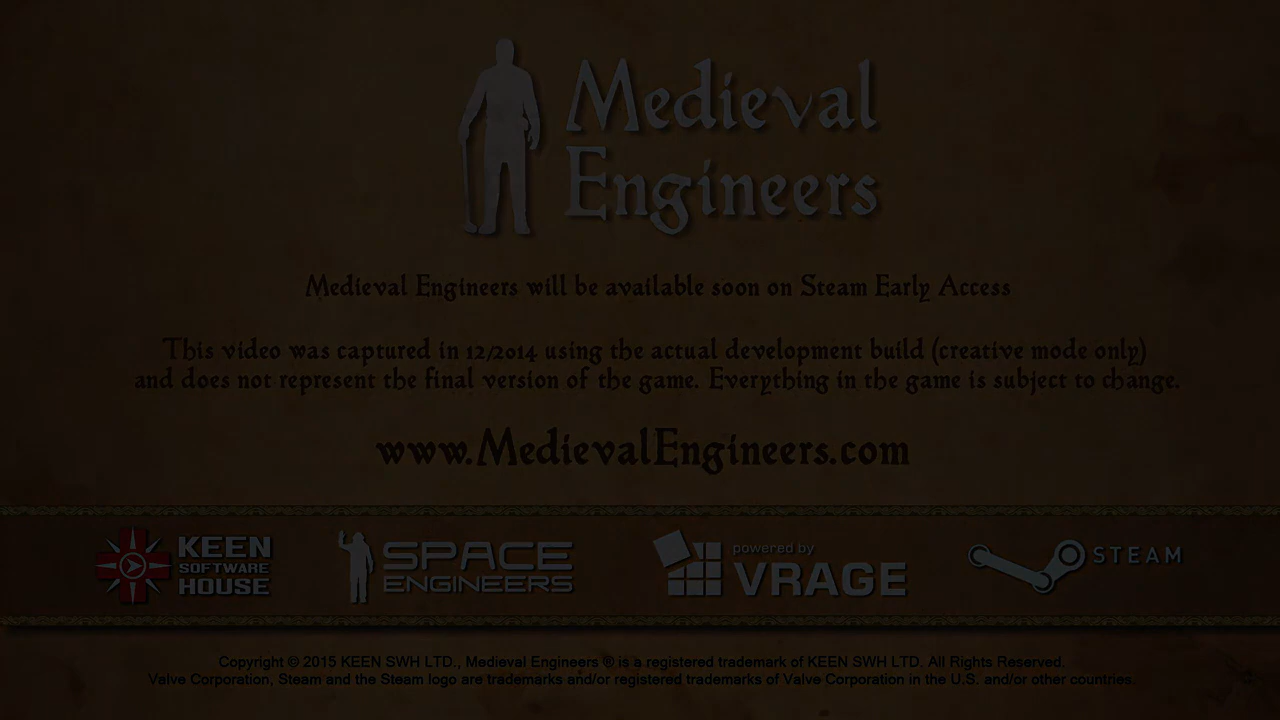 Medieval
Engineers
Medieval Engineers will be available soon on Steam Early Access
This video was captured in 12/2014 using the actual development build (creative mode only)
and does not represent the final version of the game. Everything in the game is subject to change.
www.MedievalEngineers.com
KEEN
SOFTWARE
HOUSE
SPACE
ENGINEERS
powered by
VRAGE
STEAM
Copyright © 2015 KEEN SWH LTD., Medieval Engineers ® is a registered trademark of KEEN SWH LTD. All Rights Reserved.
Valve Corporation, Steam and the Steam logo are trademarks and/or registered trademarks of Valve Corporation in the U.S. and/or other countries.